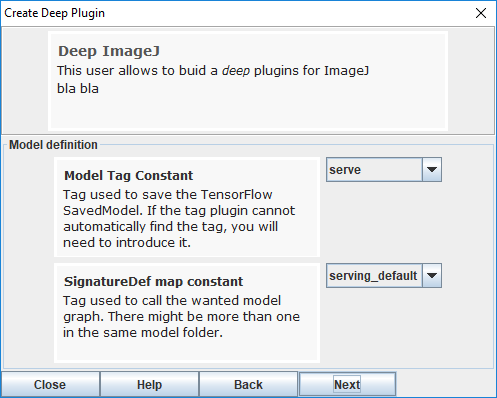 Create Deep Plugin
Deep ImageJ
This user allows to buid a deep plugins for ImageJ
bla bla
Model definition
Model Tag Constant
Tag used to save the TensorFlow
SavedModel. If the tag plugin cannot
automatically find the tag, you will
need to introduce it.
serve
SignatureDef map constant
Tag used to call the wanted model
graph. There might be more than one
in the same model folder.
serving_default
Close Help Back Next